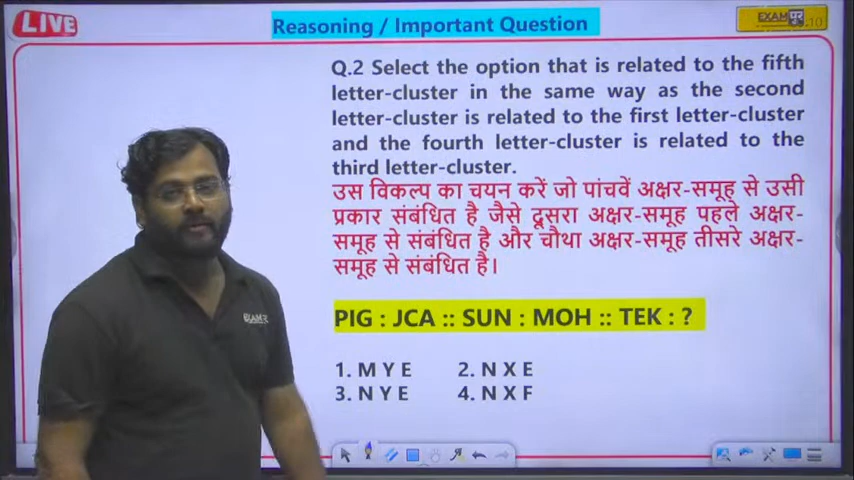 LIVE
Reasoning / Important Question
EXAM पुर
Q.2 Select the option that is related to the fifth
letter-cluster in the same way as the second
letter-cluster is related to the first letter-cluster
and the fourth letter-cluster is related to the
third letter-cluster.
उस विकल्प का चयन करें जो पांचवें अक्षर-समूह से उसी
प्रकार संबंधित है जैसे दूसरा अक्षर-समूह पहले अक्षर-
समूह से संबंधित है और चौथा अक्षर-समूह तीसरे अक्षर-
समूह से संबंधित है।
PIG : JCA :: SUN : MOH :: TEK : ?
1. M Y E 2. N X E
3. N Y E 4. N X F